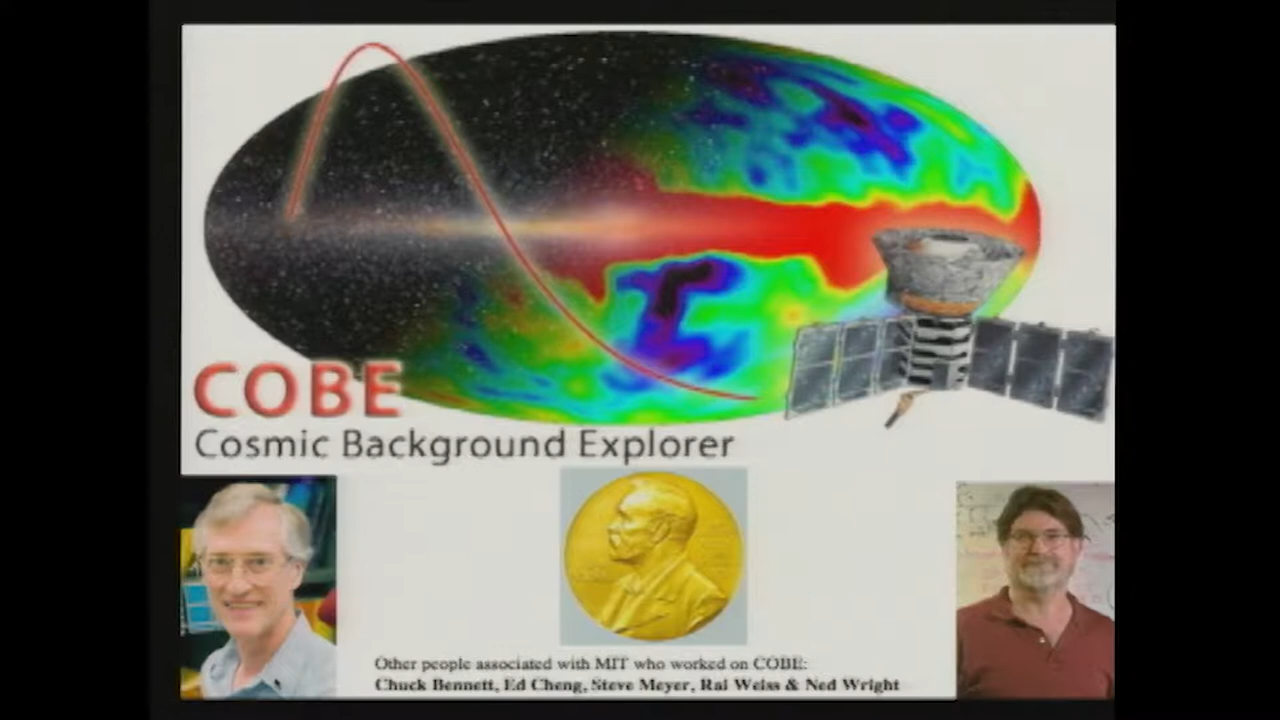 COBE
Cosmic Background Explorer
Other people associated with MIT who worked on COBE:
Chuck Bennett, Ed Cheng, Steve Meyer, Rai Weiss & Ned Wright